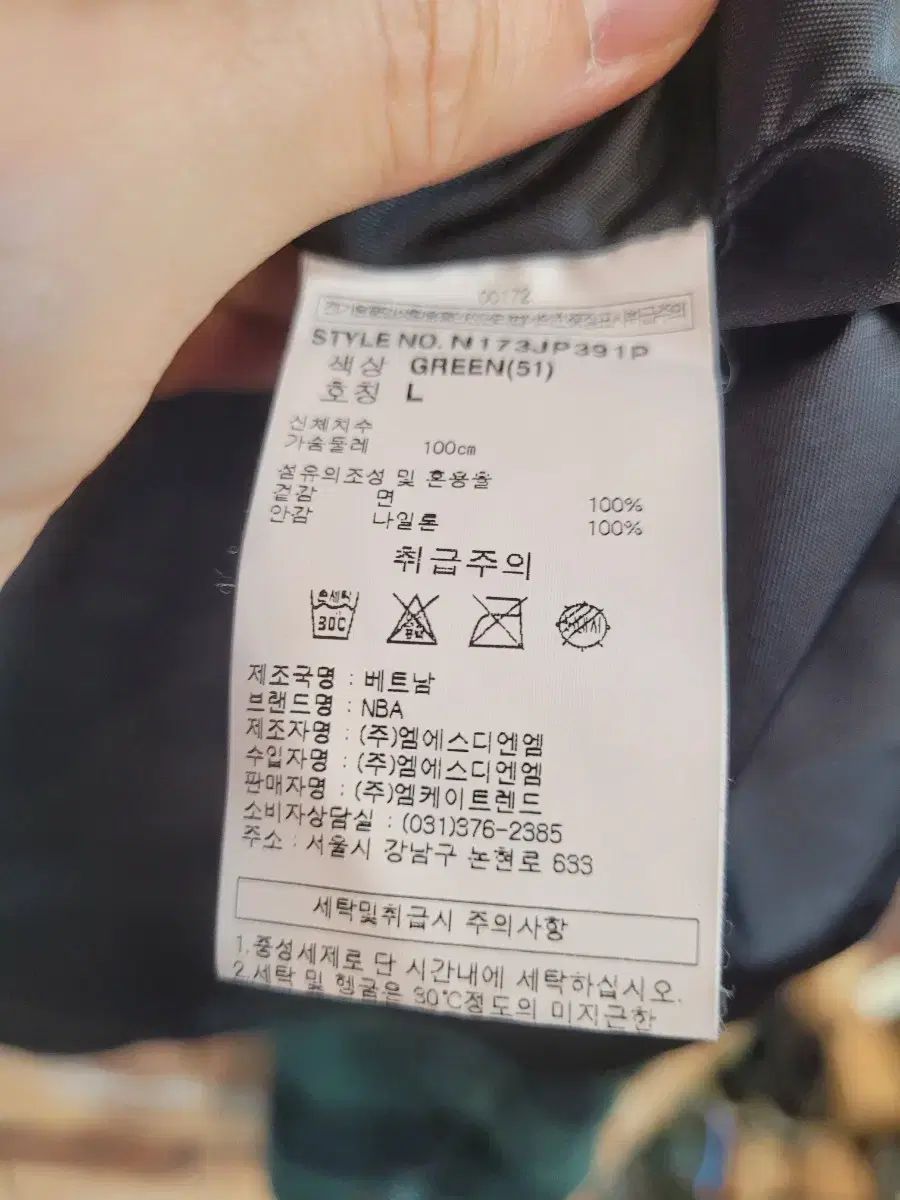 00172
STYLE NO. N173JP391P
색상 GREEN(51)
호칭 L
신체치수
가슴둘레 100cm
섬유의조성 및 혼용율
겉감 면 100%
안감 나일론 100%
취급주의
손세탁
30℃
제조국명 : 베트남
브랜드명 : NBA
제조자명 : (주)엠에스디엔엠
수입자명 : (주)엠에스디엔엠
판매자명 : (주)엠케이트렌드
소비자상담실 : (031)376-2385
주소 : 서울시 강남구 논현로 633
세탁및취급시 주의사항
1.중성세제로 단 시간내에 세탁하십시오.
2.세탁 및 헹굼은 30℃정도의 미지근한